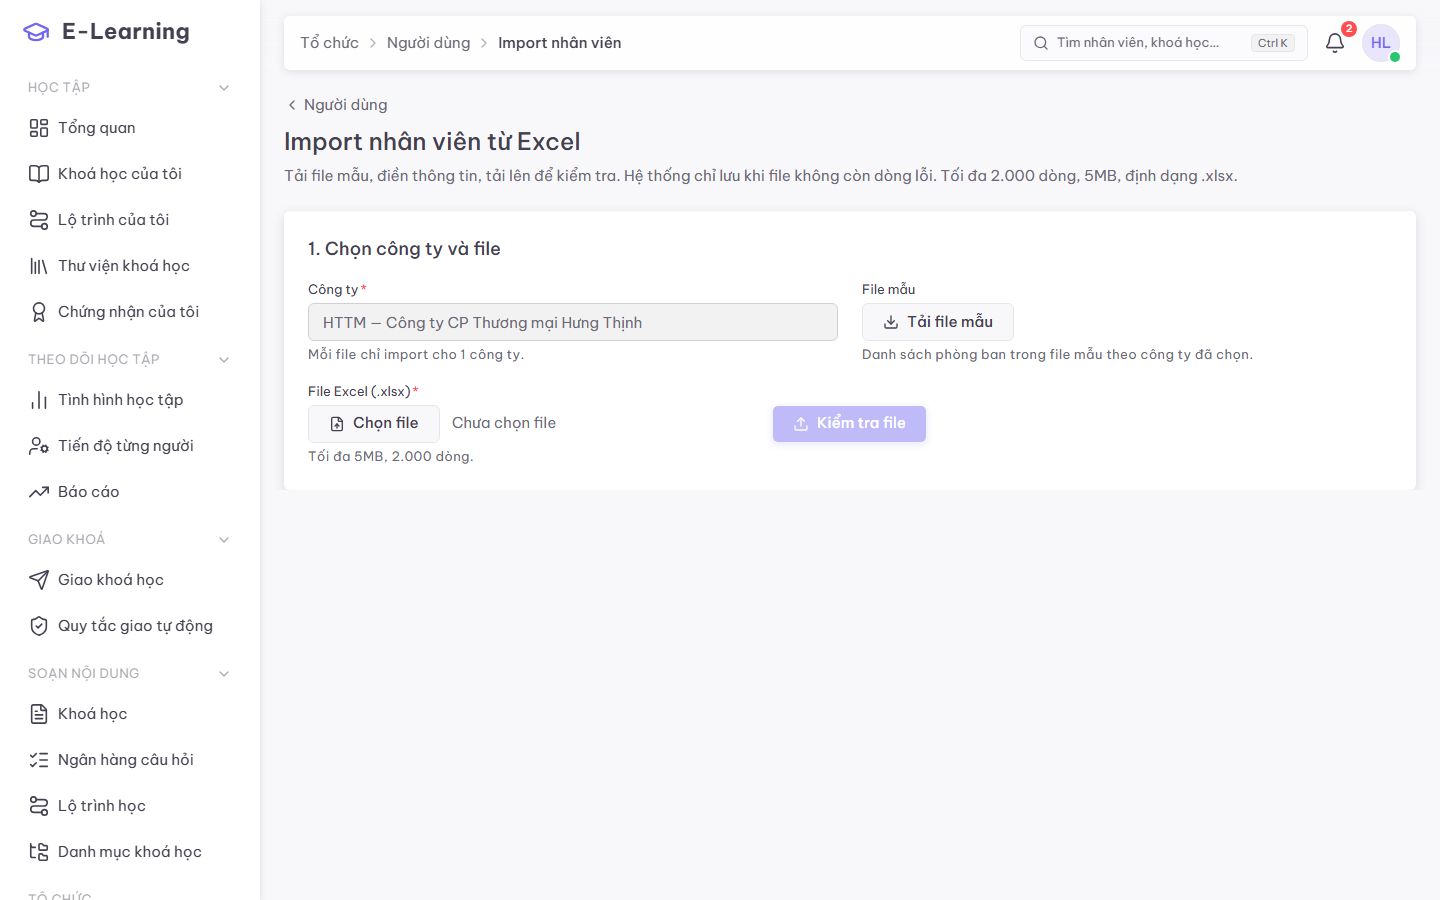 E-Learning
HỌC TẬP
Tổng quan
Khoá học của tôi
Lộ trình của tôi
Thư viện khoá học
Chứng nhận của tôi
THEO DÕI HỌC TẬP
Tình hình học tập
Tiến độ từng người
Báo cáo
GIAO KHOÁ
Giao khoá học
Quy tắc giao tự động
SOẠN NỘI DUNG
Khoá học
Ngân hàng câu hỏi
Lộ trình học
Danh mục khoá học
TỔ CHỨC
Tổ chức > Người dùng > Import nhân viên
Tìm nhân viên, khoá học... Ctrl K
2
HL
Người dùng
Import nhân viên từ Excel
Tải file mẫu, điền thông tin, tải lên để kiểm tra. Hệ thống chỉ lưu khi file không còn dòng lỗi. Tối đa 2.000 dòng, 5MB, định dạng .xlsx.
1. Chọn công ty và file
Công ty *
HTTM — Công ty CP Thương mại Hưng Thịnh
Mỗi file chỉ import cho 1 công ty.
File mẫu
Tải file mẫu
Danh sách phòng ban trong file mẫu theo công ty đã chọn.
File Excel (.xlsx) *
Chọn file Chưa chọn file
Kiểm tra file
Tối đa 5MB, 2.000 dòng.